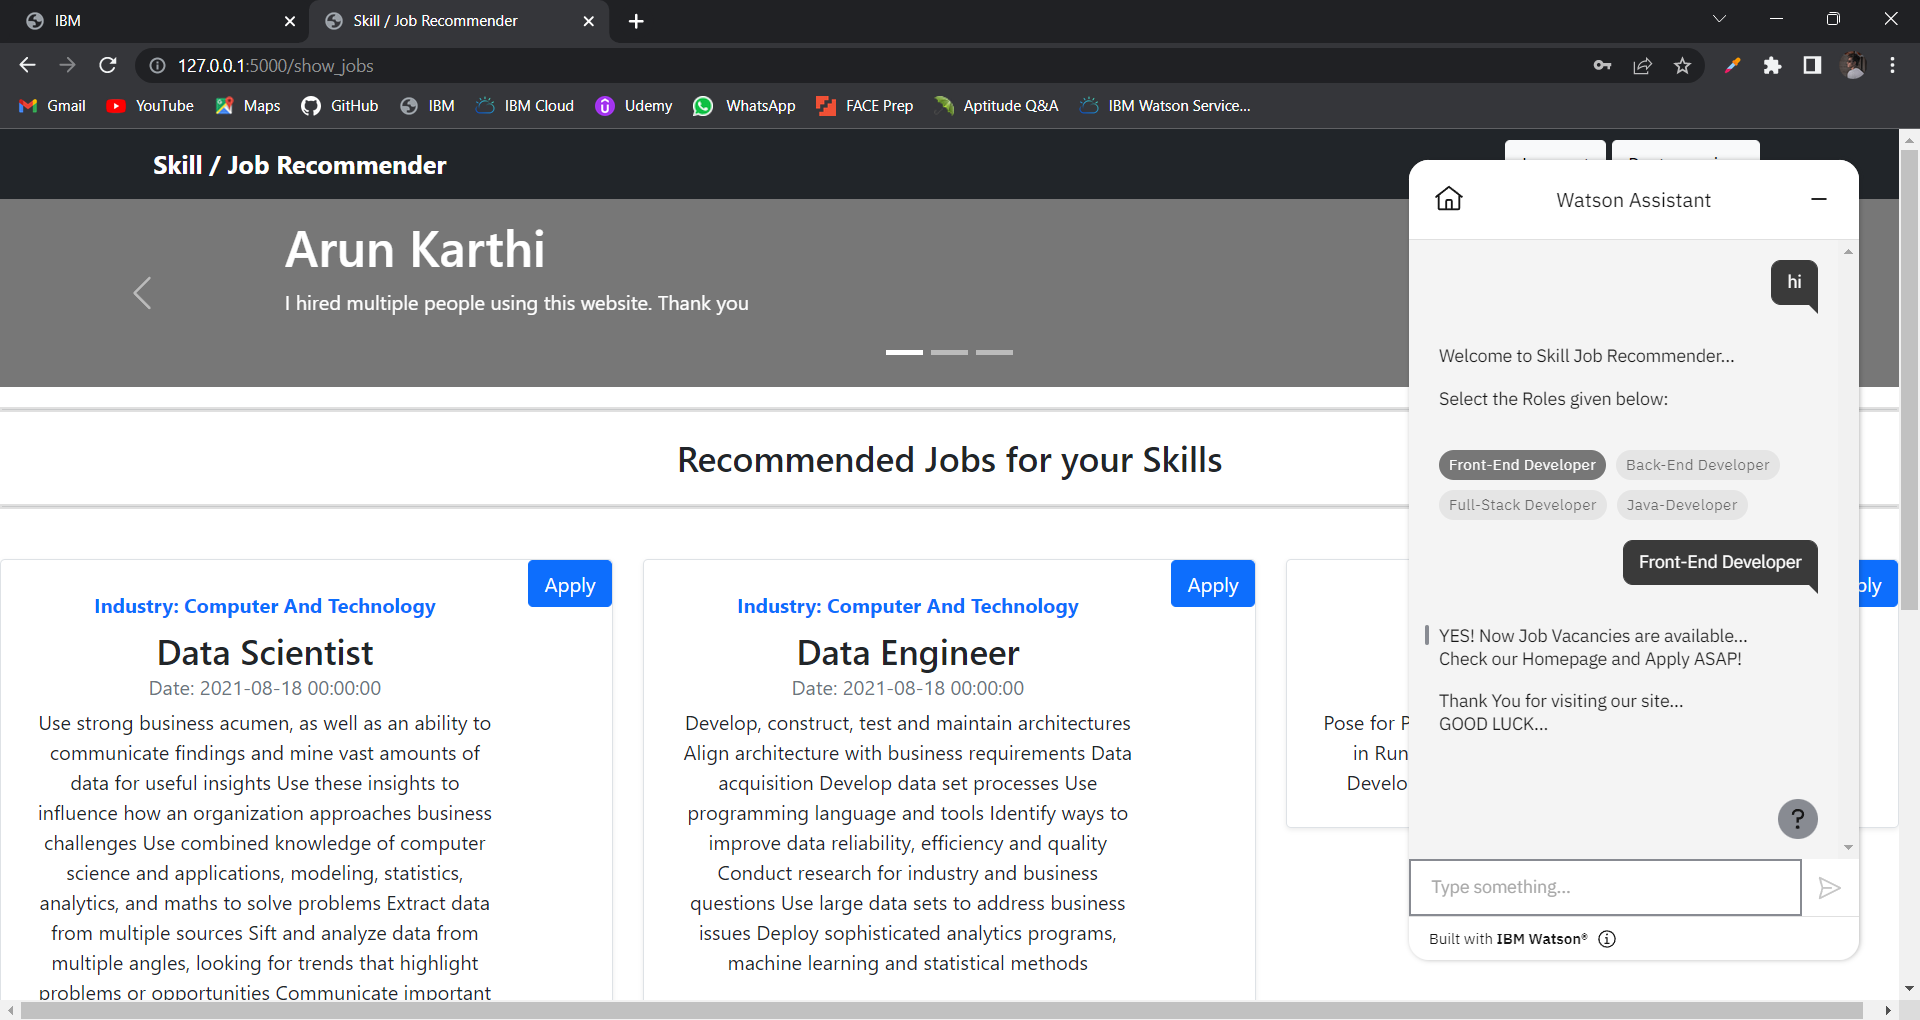 IBM
Skill / Job Recommender
127.0.0.1:5000/show_jobs
Gmail
YouTube
Maps
GitHub
IBM
IBM Cloud
Udemy
WhatsApp
FACE Prep
Aptitude Q&A
IBM Watson Service...
Skill / Job Recommender
Arun Karthi
I hired multiple people using this website. Thank you
Recommended Jobs for your Skills
Apply
Industry: Computer And Technology
Data Scientist
Date: 2021-08-18 00:00:00
Use strong business acumen, as well as an ability to
communicate findings and mine vast amounts of
data for useful insights Use these insights to
influence how an organization approaches business
challenges Use combined knowledge of computer
science and applications, modeling, statistics,
analytics, and maths to solve problems Extract data
from multiple sources Sift and analyze data from
multiple angles, looking for trends that highlight
problems or opportunities Communicate important
Apply
Industry: Computer And Technology
Data Engineer
Date: 2021-08-18 00:00:00
Develop, construct, test and maintain architectures
Align architecture with business requirements Data
acquisition Develop data set processes Use
programming language and tools Identify ways to
improve data reliability, efficiency and quality
Conduct research for industry and business
questions Use large data sets to address business
issues Deploy sophisticated analytics programs,
machine learning and statistical methods
ply
Pose for P
in Run
Develo
Watson Assistant
hi
Welcome to Skill Job Recommender...
Select the Roles given below:
Front-End Developer
Back-End Developer
Full-Stack Developer
Java-Developer
Front-End Developer
YES! Now Job Vacancies are available...
Check our Homepage and Apply ASAP!
Thank You for visiting our site...
GOOD LUCK...
?
Type something...
Built with IBM Watson®